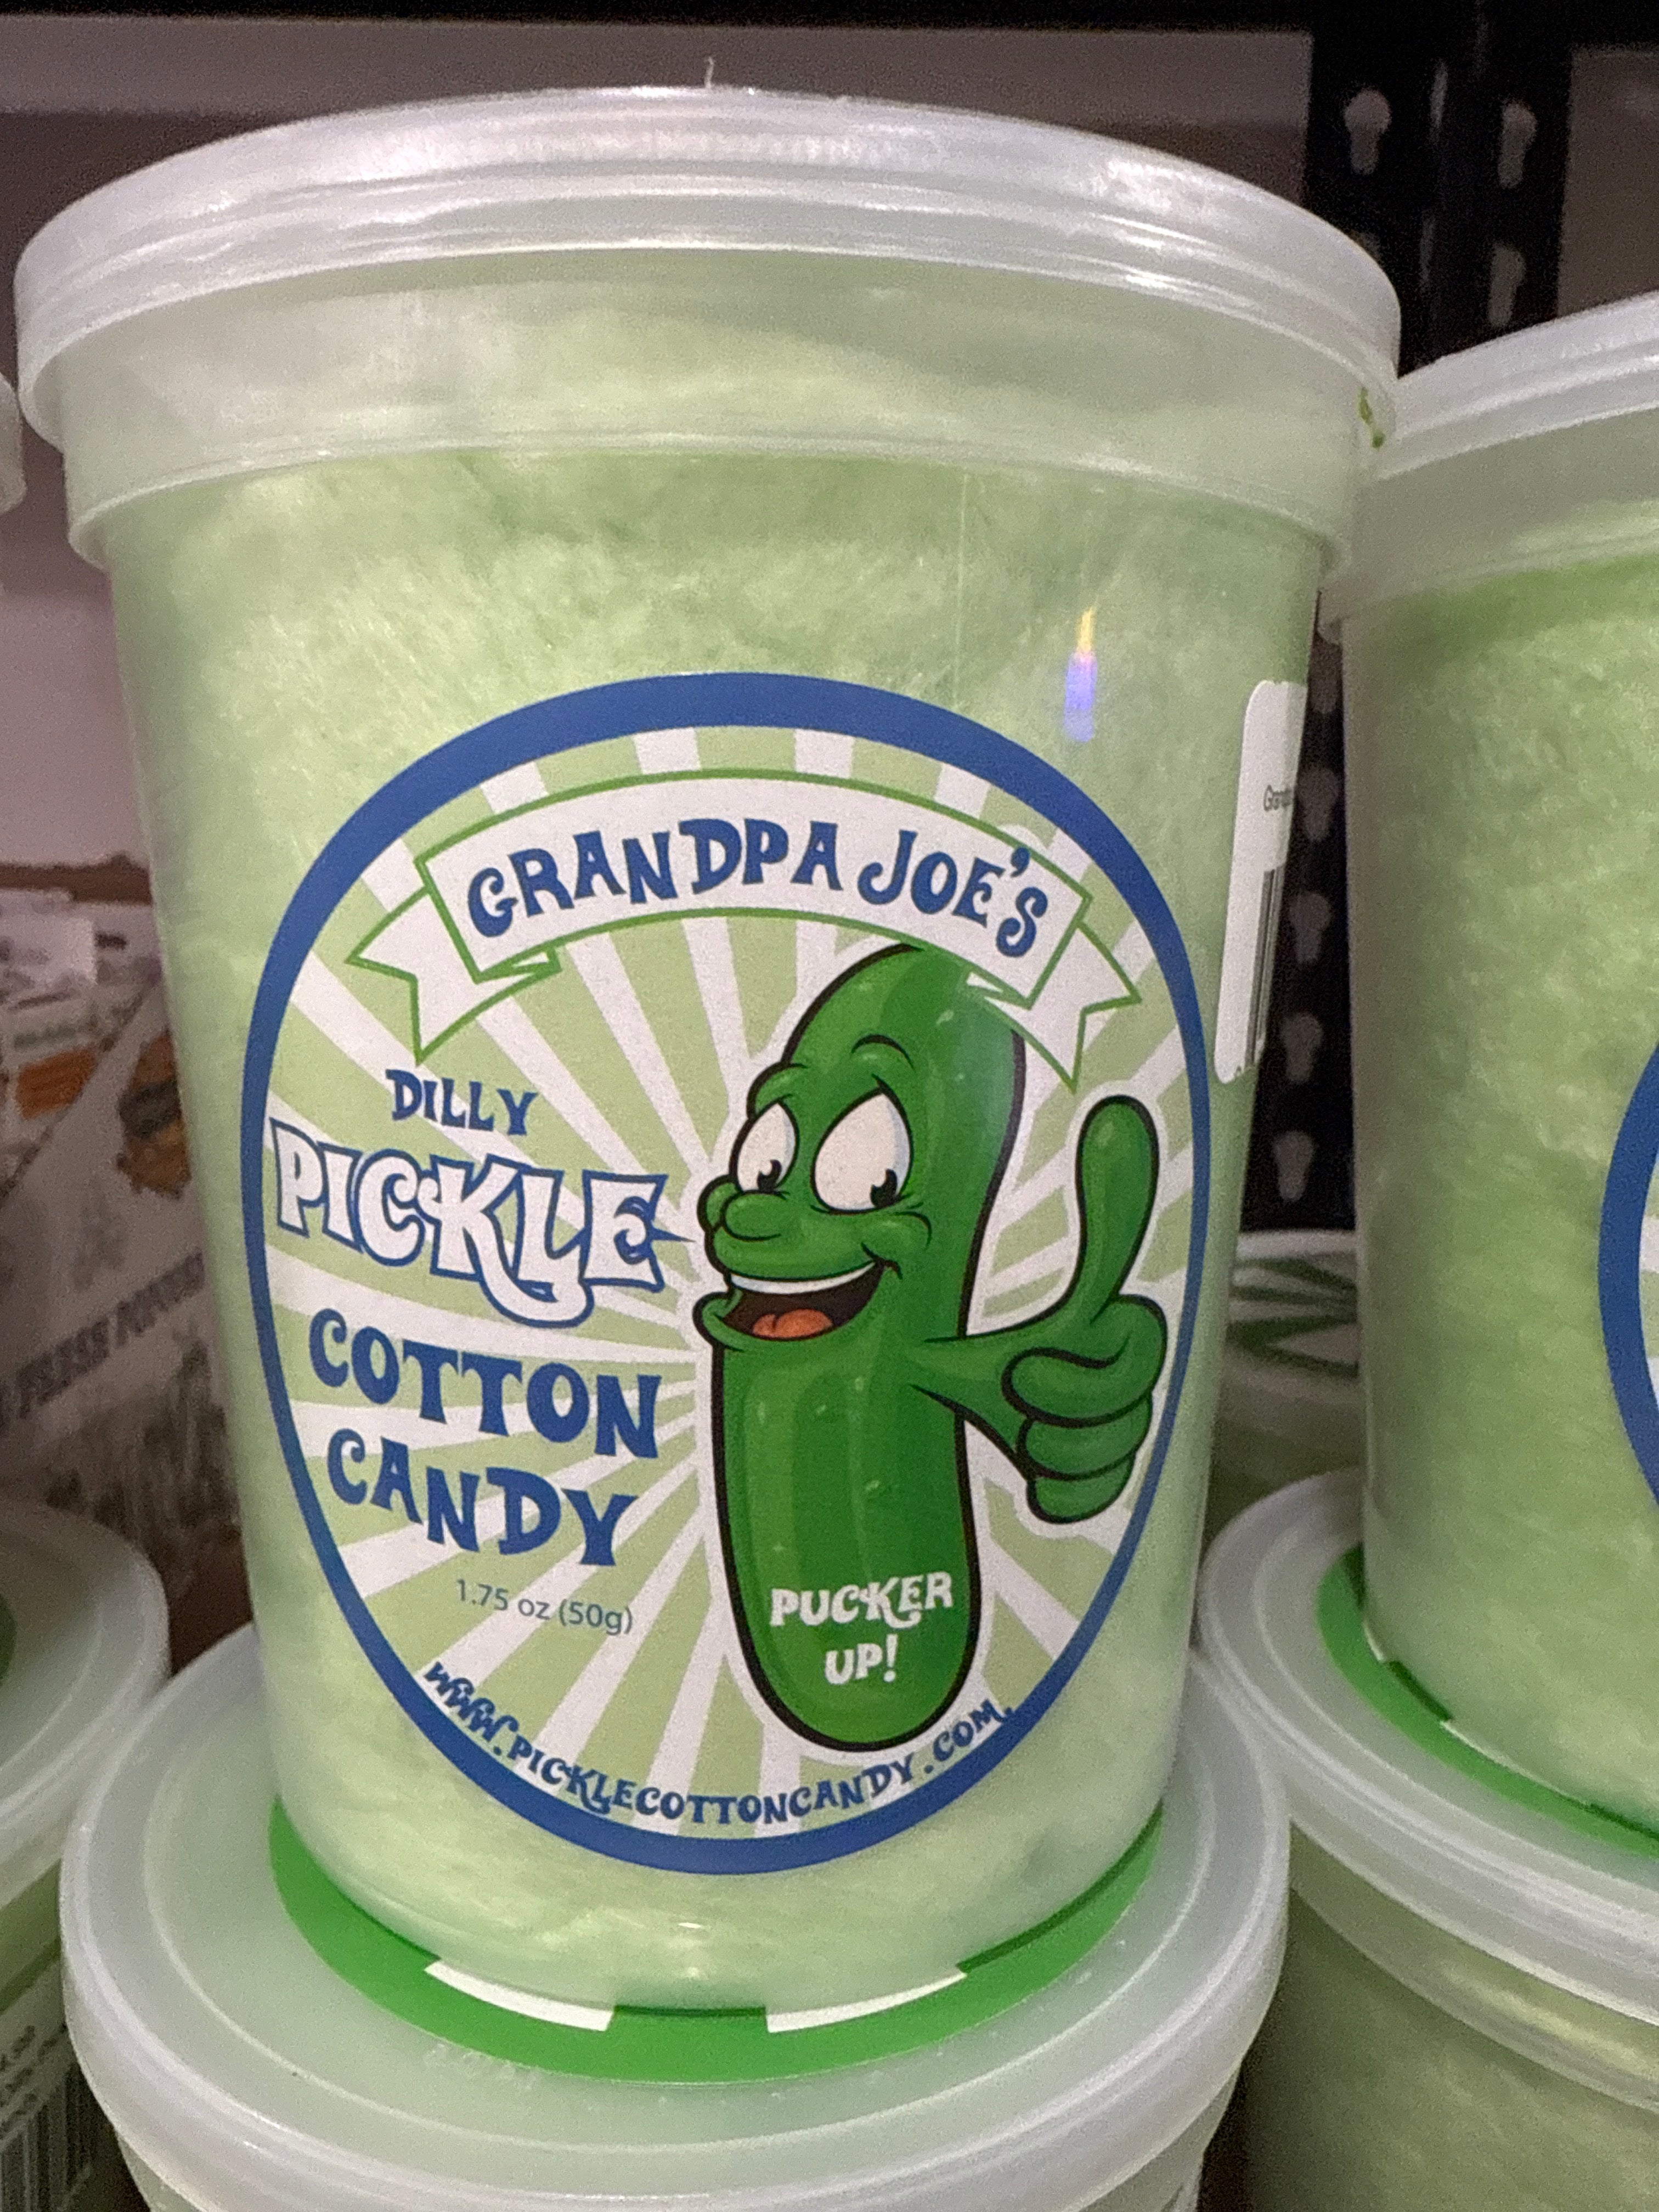 GRANDPA JOE'S
DILLY
PICKLE
COTTON
CANDY
1.75 oz (50g)
PUCKER
UP!
www.PICKLECOTTONCANDY.COM